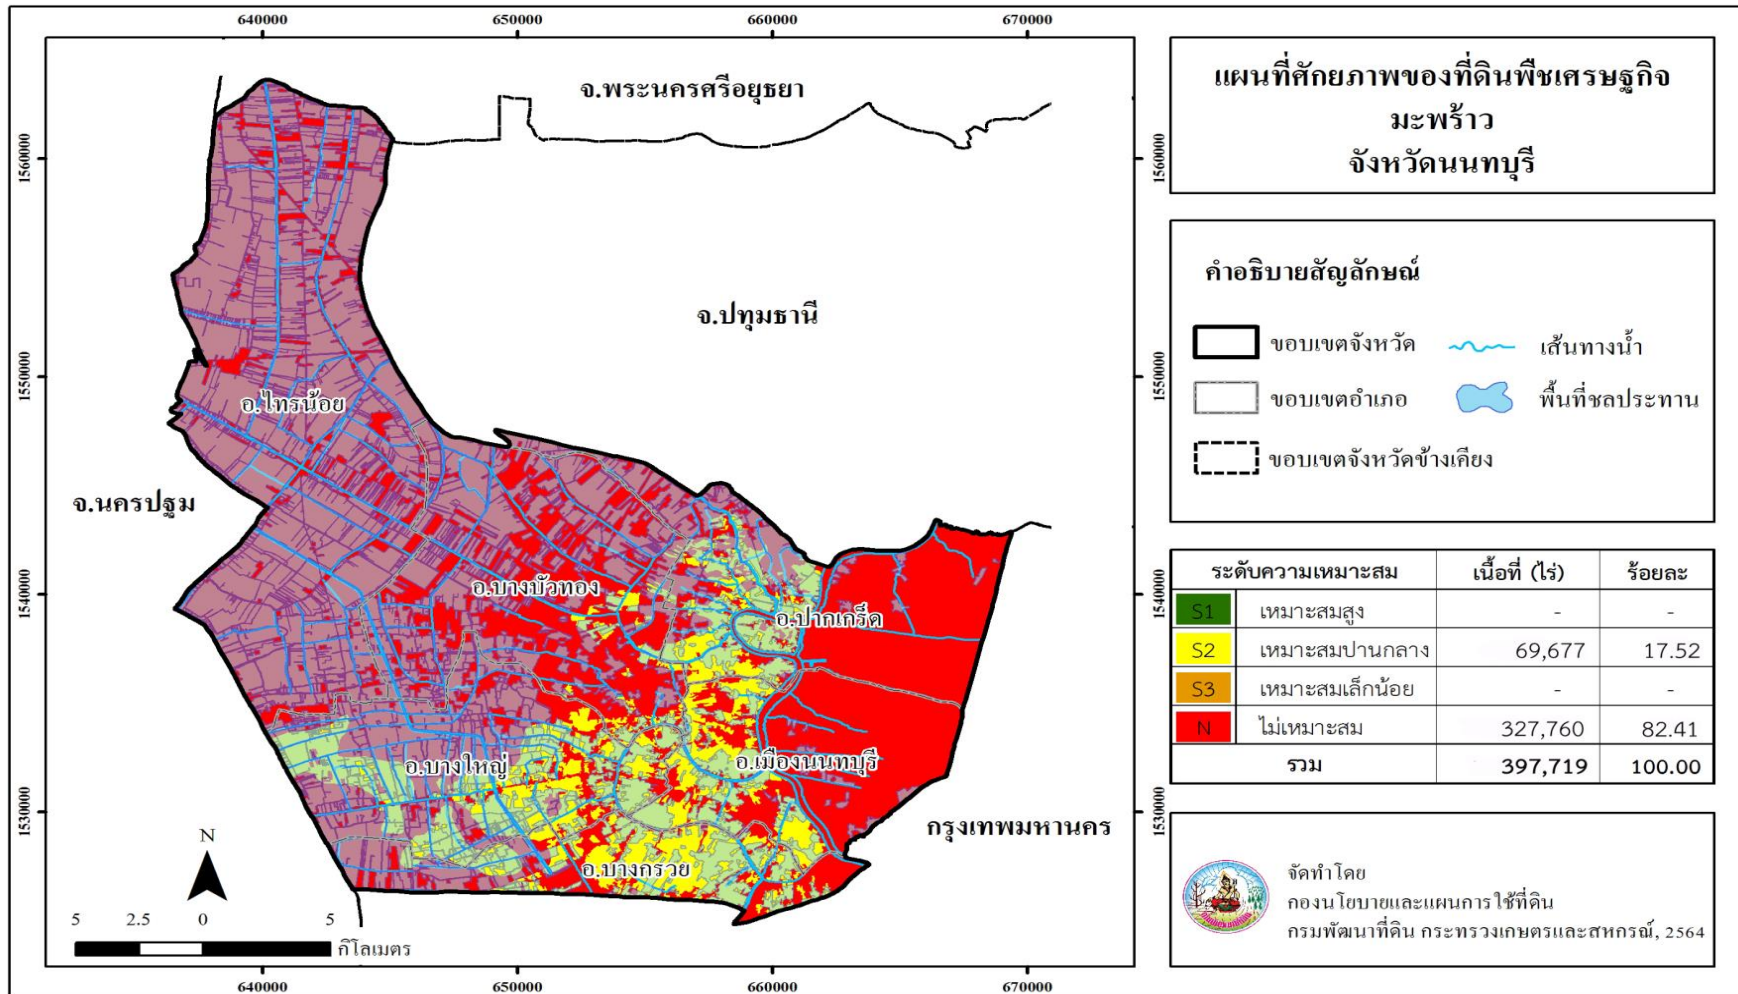 640000 650000 660000 670000
แผนที่ศักยภาพของที่ดินพืชเศรษฐกิจ
มะพร้าว
จังหวัดนนทบุรี
จ.พระนครศรีอยุธยา
1560000 1560000
คำอธิบายสัญลักษณ์
ขอบเขตจังหวัด เส้นทางน้ำ
ขอบเขตอำเภอ พื้นที่ชลประทาน
ขอบเขตจังหวัดข้างเคียง
จ.ปทุมธานี
1550000 1550000
อ.ไทรน้อย
จ.นครปฐม
อ.บางบัวทอง
1540000 1540000
อ.ปากเกร็ด
อ.บางใหญ่
อ.เมืองนนทบุรี
1530000 1530000
กรุงเทพมหานคร
อ.บางกรวย
ระดับความเหมาะสม เนื้อที่ (ไร่) ร้อยละ
S1 เหมาะสมสูง - -
S2 เหมาะสมปานกลาง 69,677 17.52
S3 เหมาะสมเล็กน้อย - -
N ไม่เหมาะสม 327,760 82.41
รวม 397,719 100.00
N
5 2.5 0 5
กิโลเมตร
จัดทำโดย
กองนโยบายและแผนการใช้ที่ดิน
กรมพัฒนาที่ดิน กระทรวงเกษตรและสหกรณ์, 2564
640000 650000 660000 670000